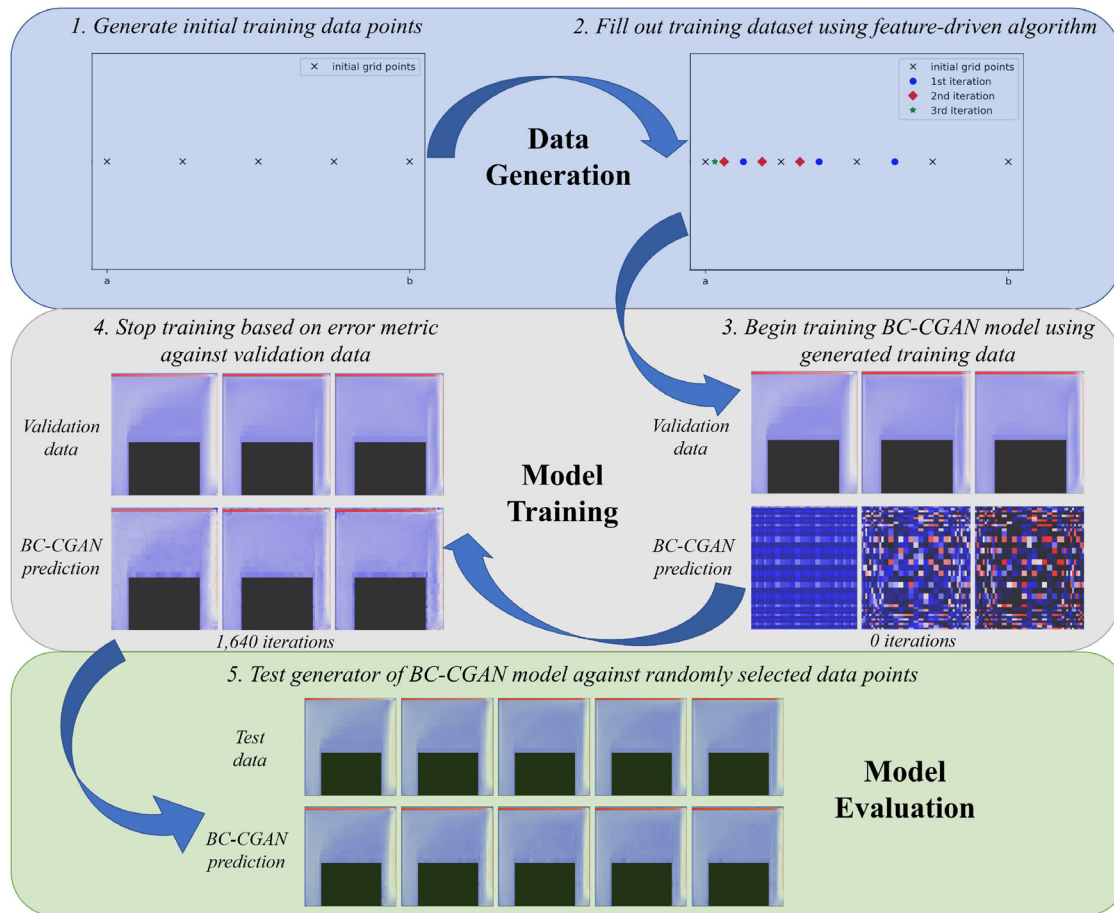 1. Generate initial training data points
initial grid points
a
b
2. Fill out training dataset using feature-driven algorithm
initial grid points
1st iteration
2nd iteration
3rd iteration
a
b
Data
Generation
3. Begin training BC-CGAN model using
generated training data
Validation
data
BC-CGAN
prediction
0 iterations
Model
Training
4. Stop training based on error metric
against validation data
Validation
data
BC-CGAN
prediction
1,640 iterations
5. Test generator of BC-CGAN model against randomly selected data points
Test
data
BC-CGAN
prediction
Model
Evaluation